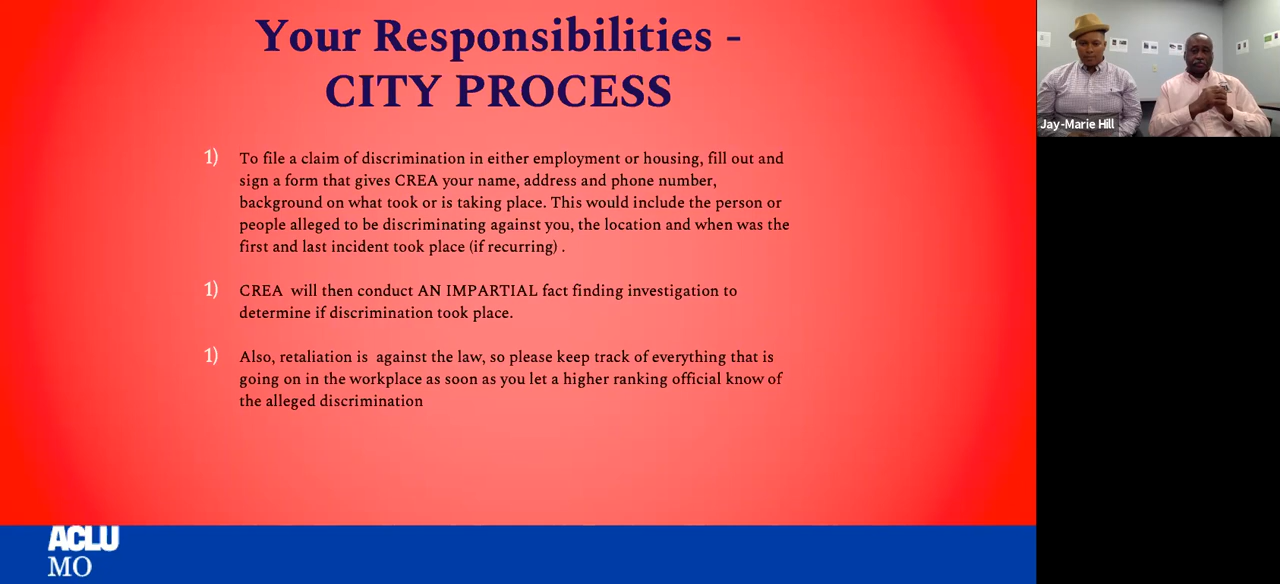 Your Responsibilities -
CITY PROCESS
1) To file a claim of discrimination in either employment or housing, fill out and
sign a form that gives CREA your name, address and phone number,
background on what took or is taking place. This would include the person or
people alleged to be discriminating against you, the location and when was the
first and last incident took place (if recurring) .
1) CREA will then conduct AN IMPARTIAL fact finding investigation to
determine if discrimination took place.
1) Also, retaliation is against the law, so please keep track of everything that is
going on in the workplace as soon as you let a higher ranking official know of
the alleged discrimination
ACLU
MO
Jay-Marie Hill